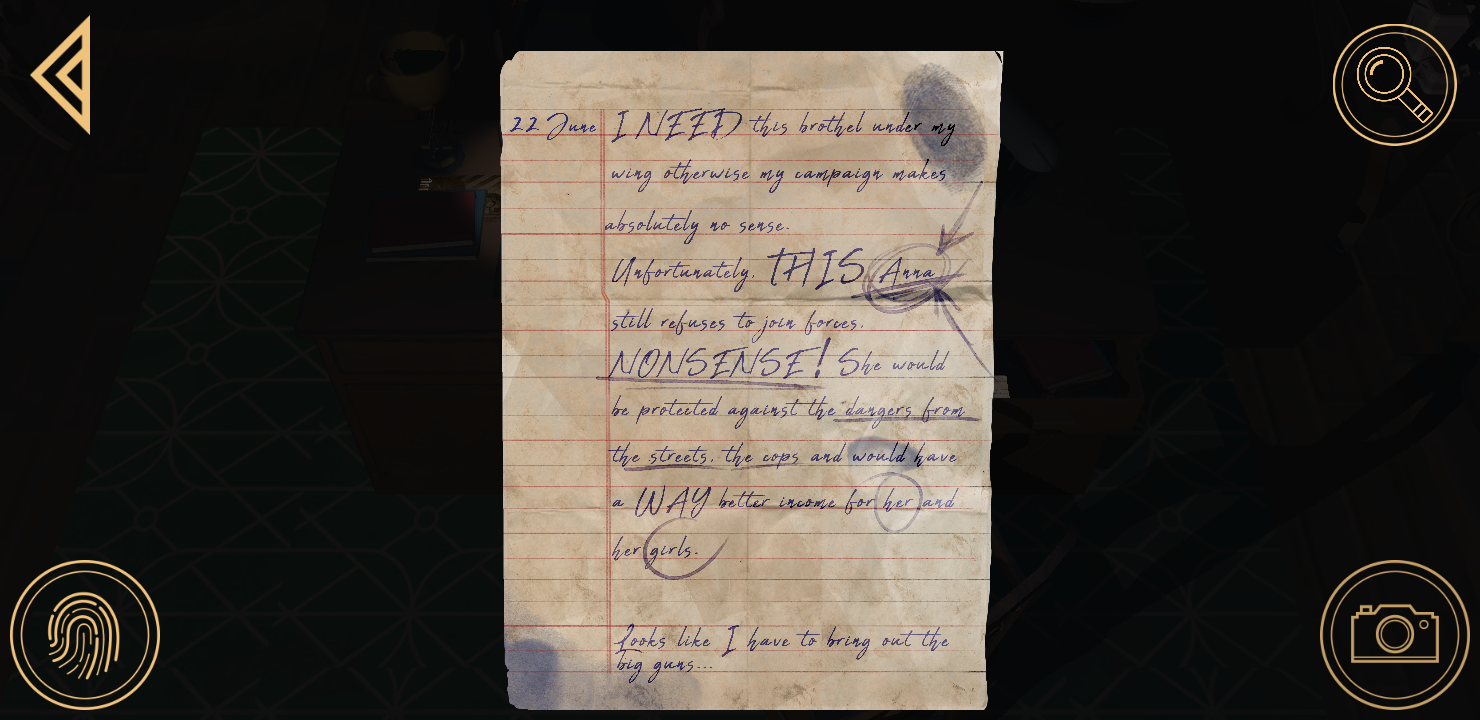 22 June I NEED this brothel under my
wing otherwise my campaign makes
absolutely no sense.
Unfortunately, THIS Anna
still refuses to join forces.
NONSENSE! She would
be protected against the dangers from
the streets, the cops and would have
a WAY better income for her and
her girls.
Looks like I have to bring out the
big guns...